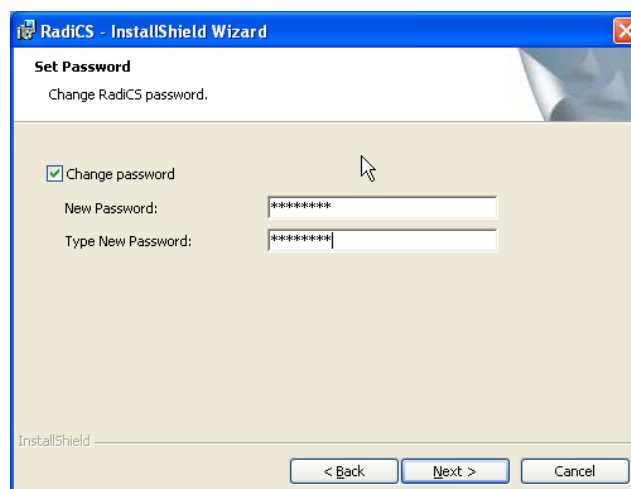 RadiCS - InstallShield Wizard
Set Password
Change RadiCS password.
Change password
New Password: ********
Type New Password: ********
InstallShield
< Back Next > Cancel